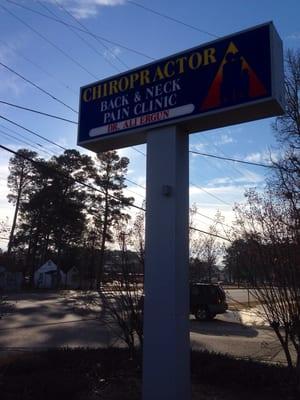 CHIROPRACTOR
BACK & NECK
PAIN CLINIC
DR. ALI ERGUN